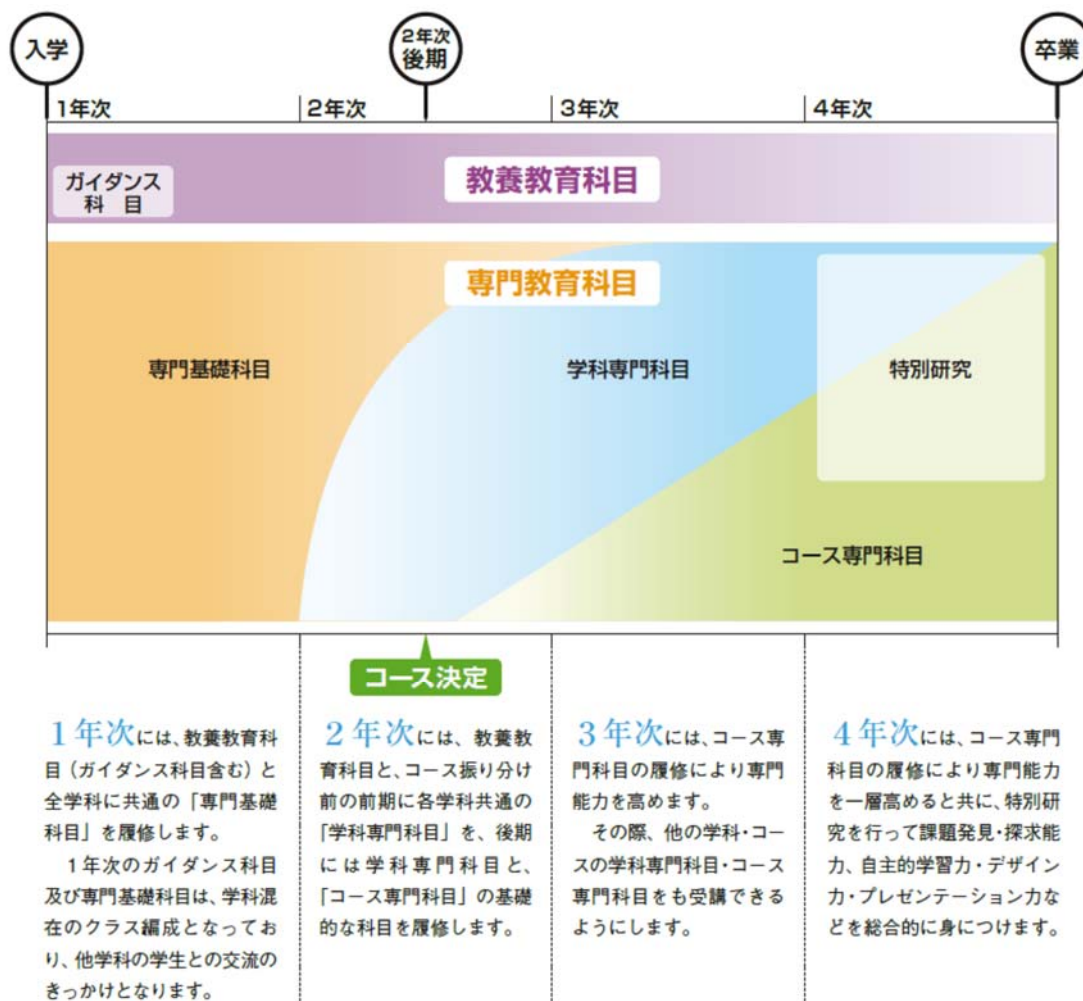 入学
2年次
後期
卒業
1年次
2年次
3年次
4年次
ガイダンス
科　目
教養教育科目
専門教育科目
専門基礎科目
学科専門科目
特別研究
コース専門科目
コース決定
1年次には、教養教育科
目（ガイダンス科目含む）と
全学科に共通の「専門基礎
科目」を履修します。
　1年次のガイダンス科目
及び専門基礎科目は、学科混
在のクラス編成となってお
り、他学科の学生との交流の
きっかけとなります。
2年次には、教養教
育科目と、コース振り分け
前の前期に各学科共通の
「学科専門科目」を、後期
には学科専門科目と、
「コース専門科目」の基礎
的な科目を履修します。
3年次には、コース専
門科目の履修により専門
能力を高めます。
　その際、他の学科・コー
スの学科専門科目・コース
専門科目をも受講できる
ようにします。
4年次には、コース専門
科目の履修により専門能力
を一層高めると共に、特別研
究を行って課題発見・探求能
力、自主的学習力・デザイン
力・プレゼンテーション力な
どを総合的に身につけます。